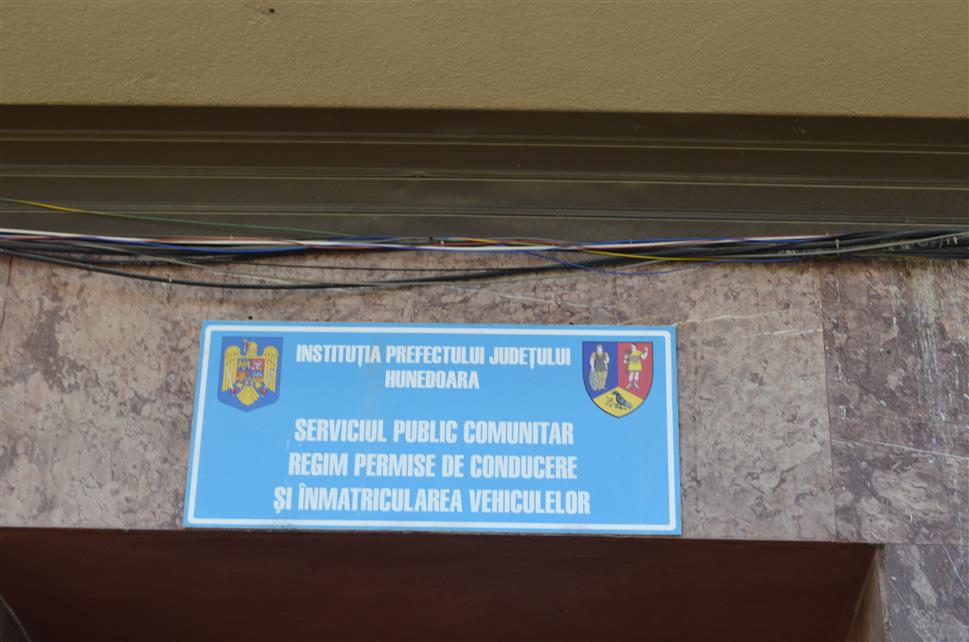 INSTITUȚIA PREFECTULUI JUDEȚULUI
HUNEDOARA
SERVICIUL PUBLIC COMUNITAR
REGIM PERMISE DE CONDUCERE
ȘI ÎNMATRICULAREA VEHICULELOR